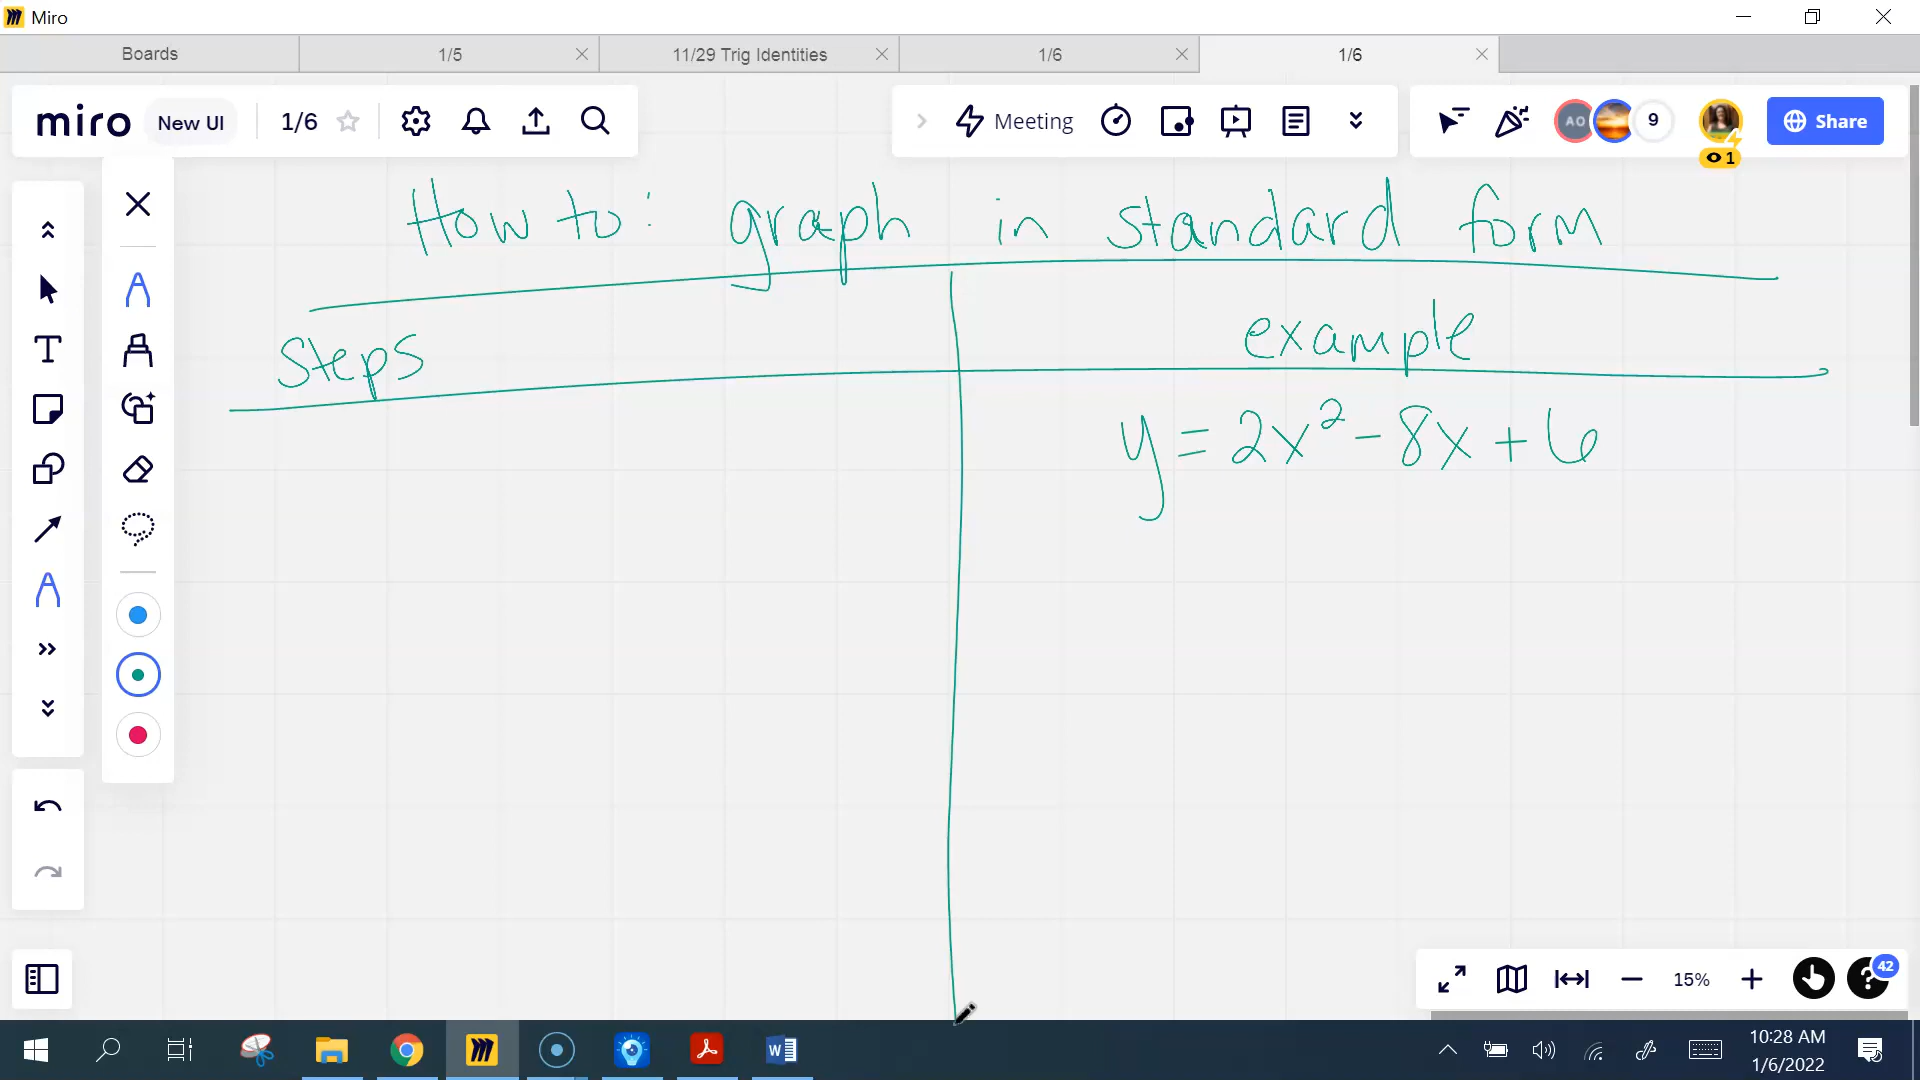 Miro
Boards 1/5 11/29 Trig Identities 1/6 1/6
miro New UI 1/6 Meeting AO 9 Share
1
How to: graph in standard form
Steps example
y = 2x² - 8x + 6
15% 42
10:28 AM
1/6/2022